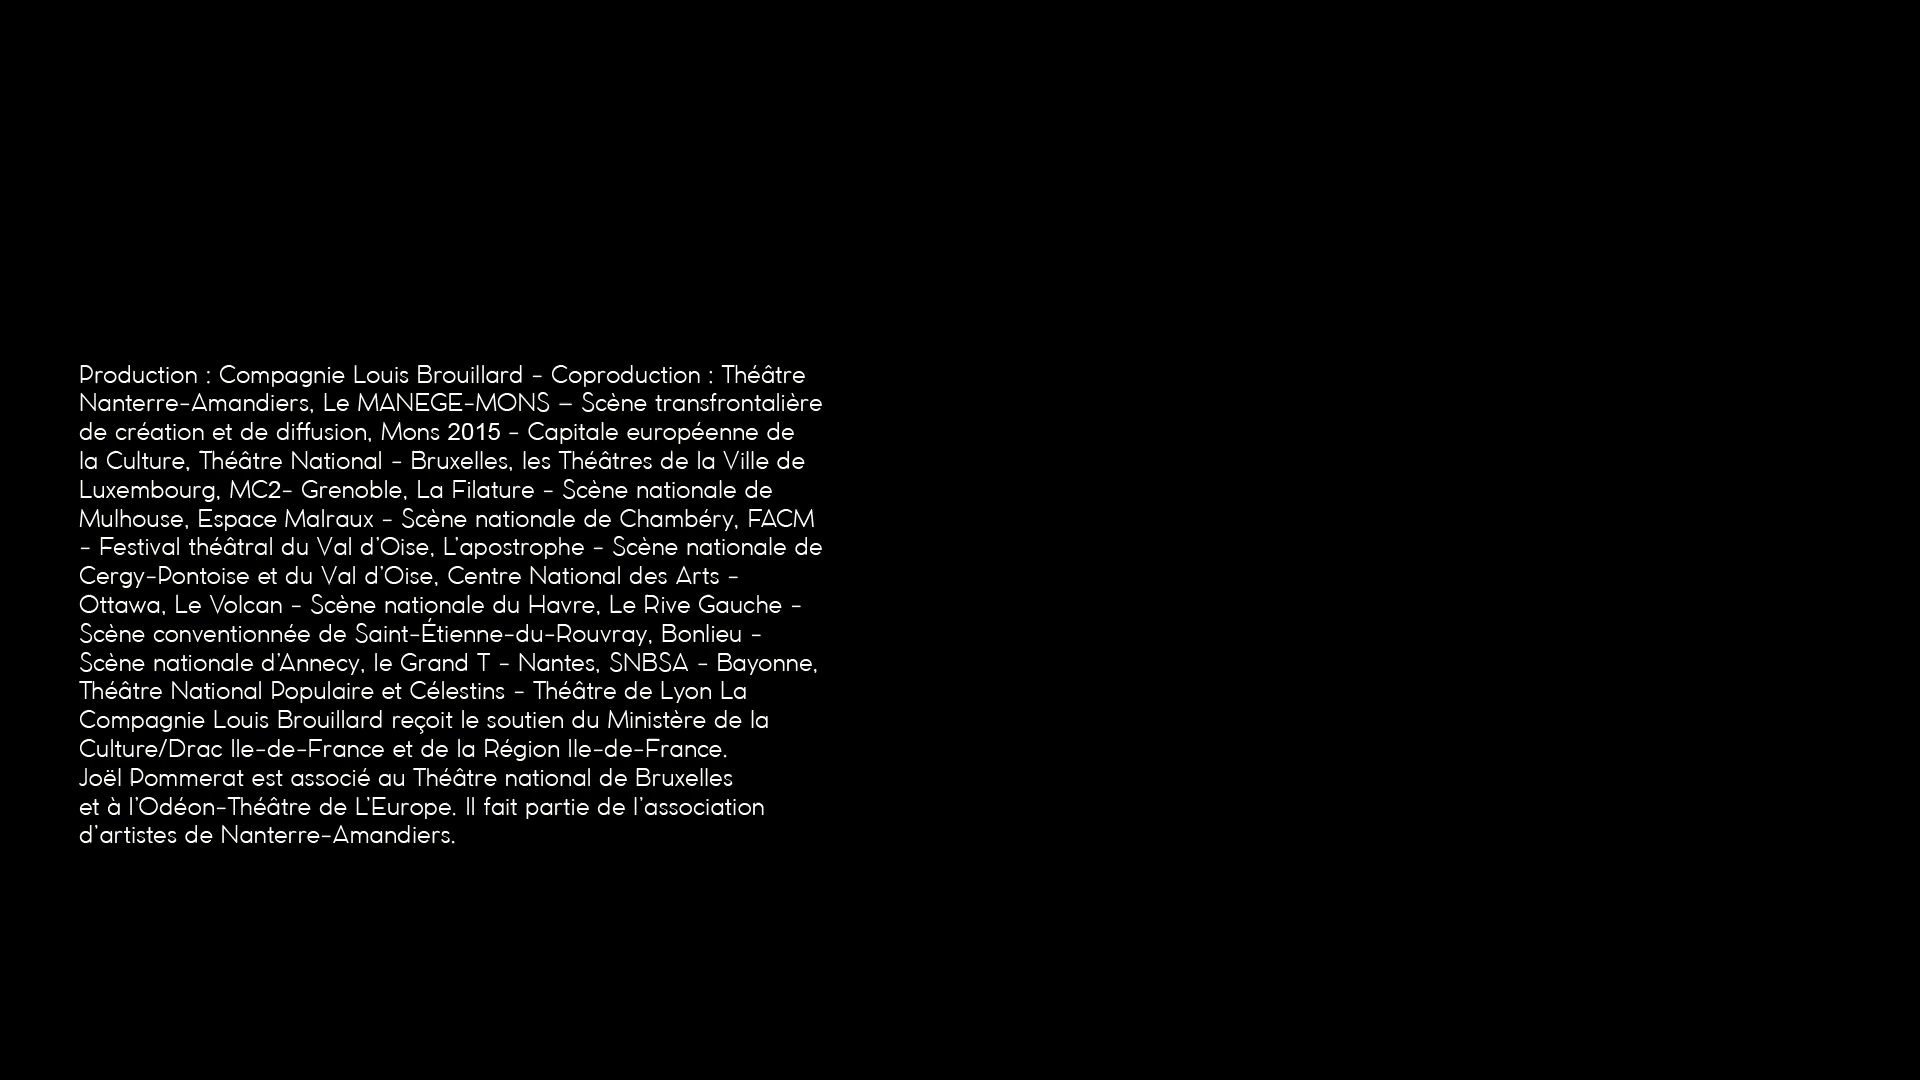 Production : Compagnie Louis Brouillard - Coproduction : Théâtre
Nanterre-Amandiers, Le MANEGE-MONS – Scène transfrontalière
de création et de diffusion, Mons 2015 - Capitale européenne de
la Culture, Théâtre National - Bruxelles, les Théâtres de la Ville de
Luxembourg, MC2- Grenoble, La Filature - Scène nationale de
Mulhouse, Espace Malraux - Scène nationale de Chambéry, FACM
- Festival théâtral du Val d’Oise, L’apostrophe - Scène nationale de
Cergy-Pontoise et du Val d’Oise, Centre National des Arts -
Ottawa, Le Volcan - Scène nationale du Havre, Le Rive Gauche -
Scène conventionnée de Saint-Étienne-du-Rouvray, Bonlieu -
Scène nationale d’Annecy, le Grand T - Nantes, SNBSA - Bayonne,
Théâtre National Populaire et Célestins - Théâtre de Lyon La
Compagnie Louis Brouillard reçoit le soutien du Ministère de la
Culture/Drac Ile-de-France et de la Région Ile-de-France.
Joël Pommerat est associé au Théâtre national de Bruxelles
et à l’Odéon-Théâtre de L’Europe. Il fait partie de l’association
d’artistes de Nanterre-Amandiers.